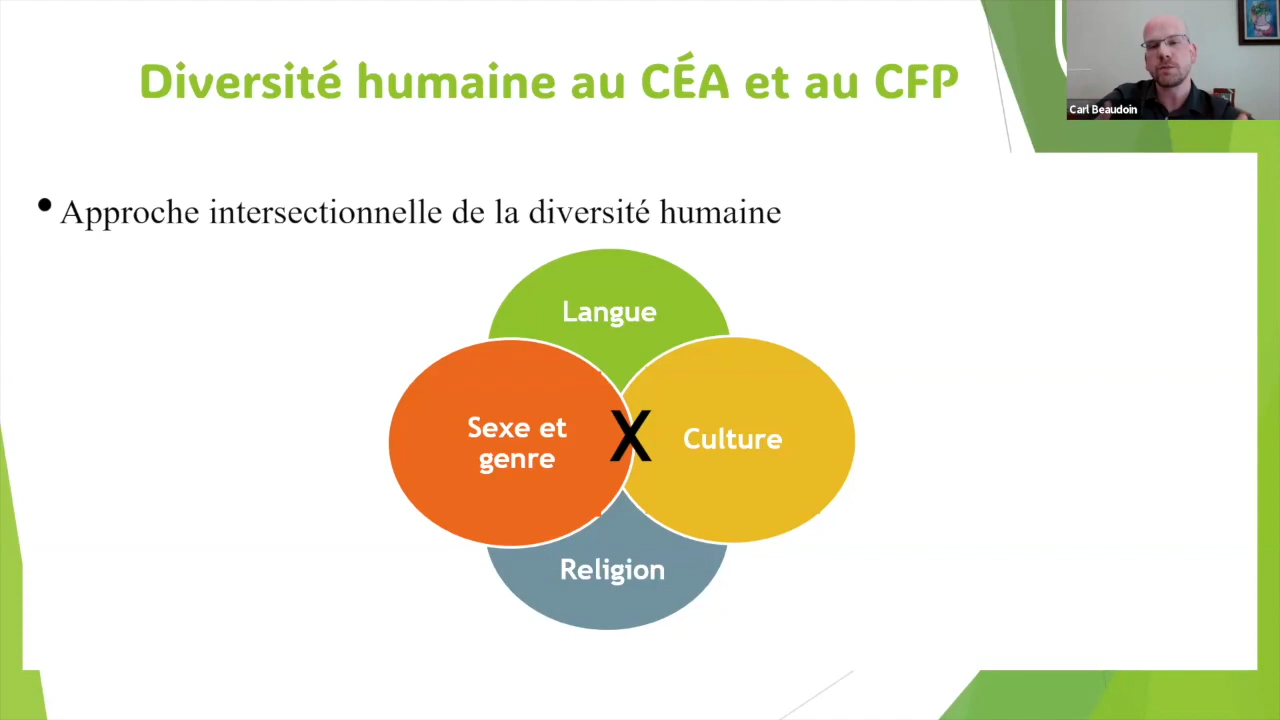 Diversité humaine au CÉA et au CFP
Carl Beaudoin
• Approche intersectionnelle de la diversité humaine
Langue
Sexe et
genre
X
Culture
Religion